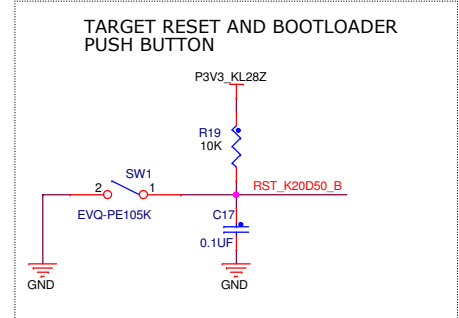 TARGET RESET AND BOOTLOADER
PUSH BUTTON
P3V3_KL28Z
R19
10K
SW1
2
1
RST_K20D50_B
EVQ-PE105K
C17
0.1UF
GND
GND